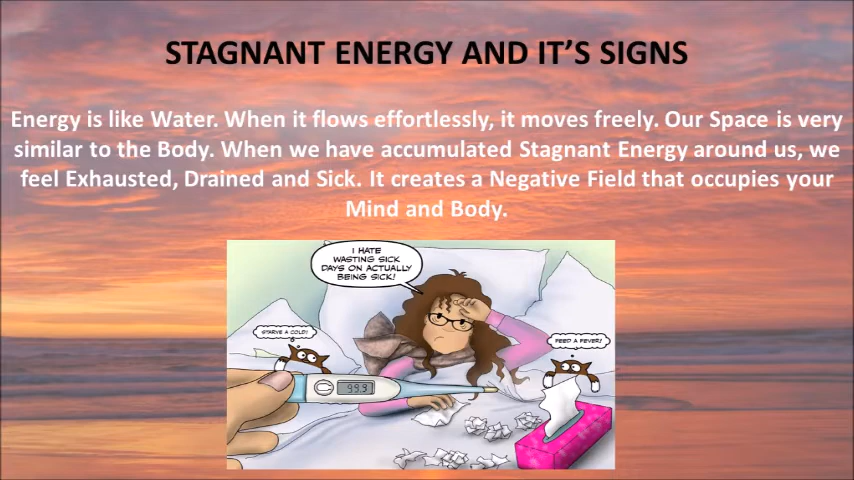 STAGNANT ENERGY AND IT'S SIGNS
Energy is like Water. When it flows effortlessly, it moves freely. Our Space is very
similar to the Body. When we have accumulated Stagnant Energy around us, we
feel Exhausted, Drained and Sick. It creates a Negative Field that occupies your
Mind and Body.
I HATE
WASTING SICK
DAYS ON ACTUALLY
BEING SICK!
STARVE A COLD!
FEED A FEVER!
99.9